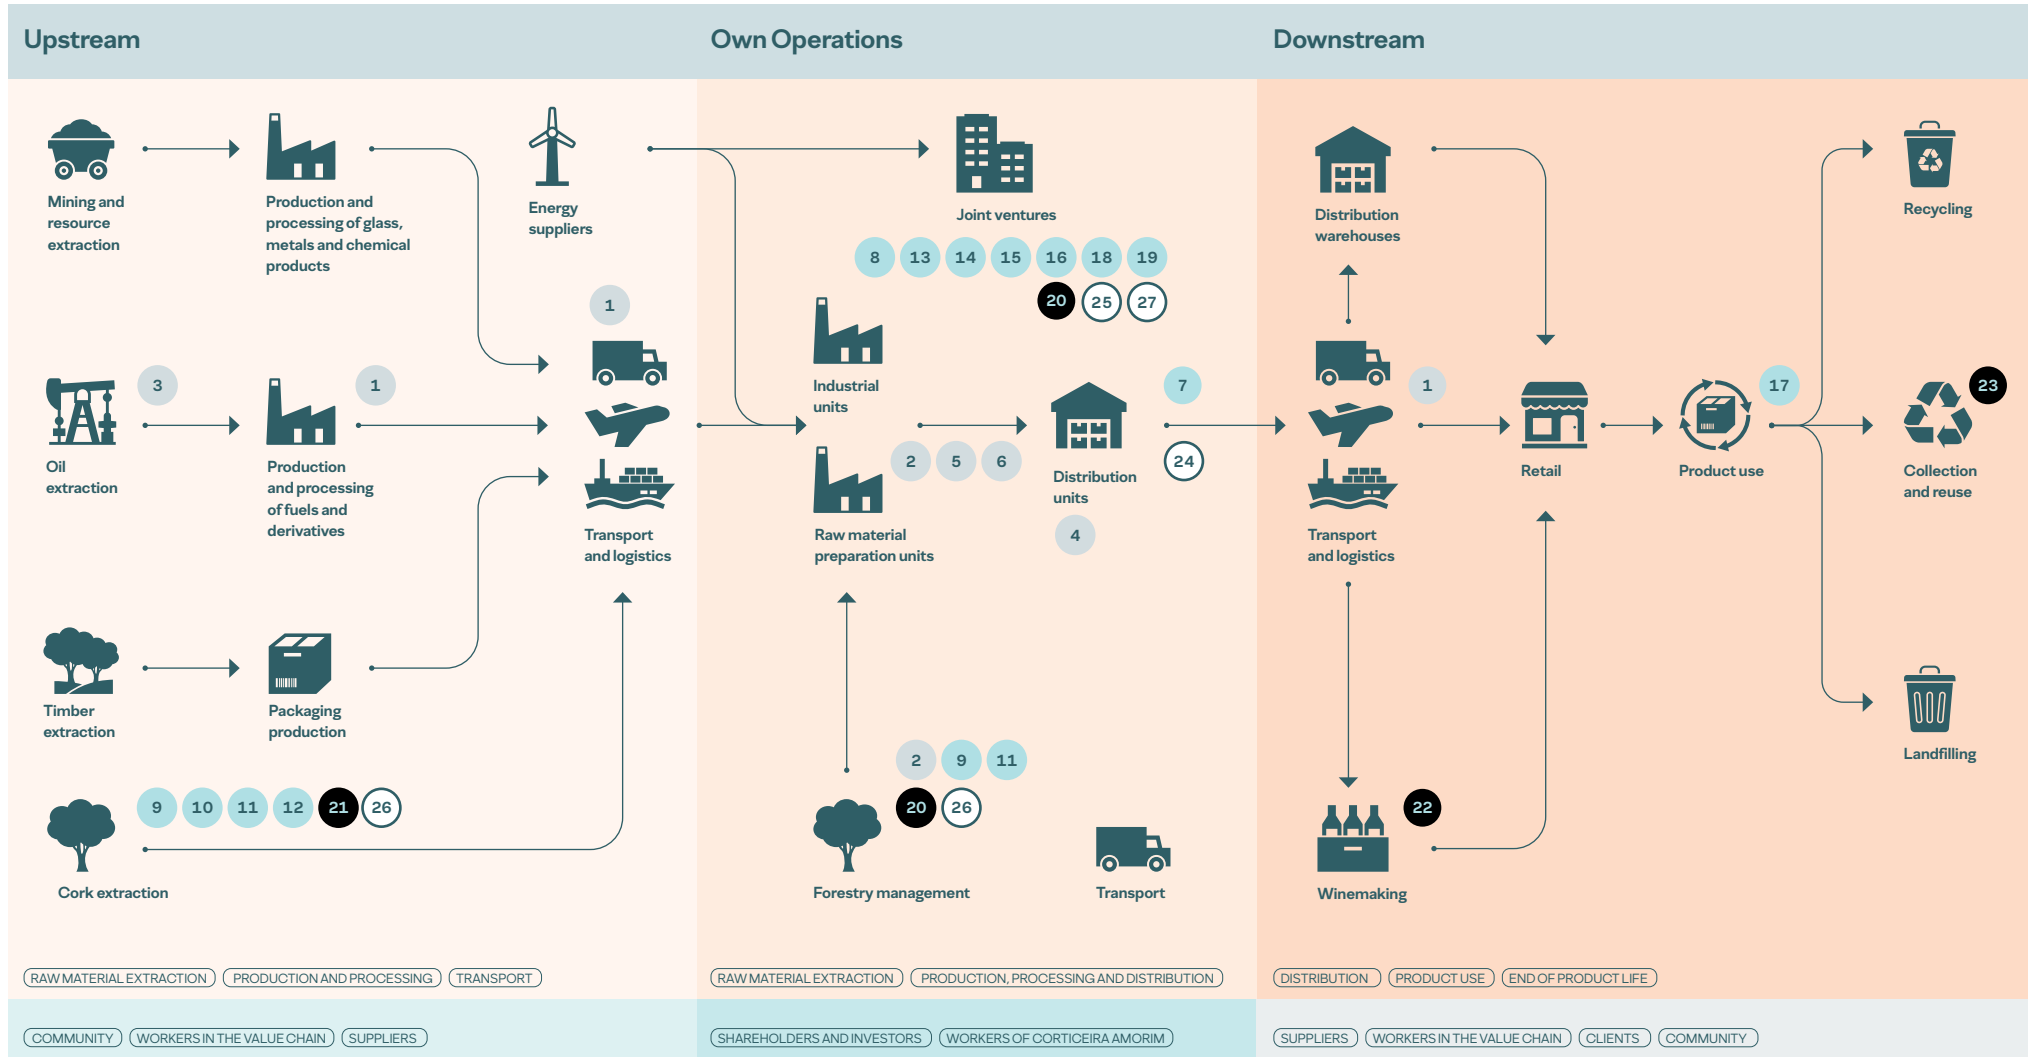 Upstream
Mining and
resource
extraction
Production and
processing of glass,
metals and chemical
products
Energy
suppliers
1
3
Oil
extraction
1
Production
and processing
of fuels and
derivatives
Transport
and logistics
Timber
extraction
Packaging
production
9 10 11 12 21 26
Cork extraction
RAW MATERIAL EXTRACTION PRODUCTION AND PROCESSING TRANSPORT
COMMUNITY WORKERS IN THE VALUE CHAIN SUPPLIERS
Own Operations
Joint ventures
8 13 14 15 16 18 19
20 25 27
Industrial
units
2 5 6
Raw material
preparation units
Distribution
units
4
7
24
2 9 11
20 26
Forestry management
Transport
RAW MATERIAL EXTRACTION PRODUCTION, PROCESSING AND DISTRIBUTION
SHAREHOLDERS AND INVESTORS WORKERS OF CORTICEIRA AMORIM
Downstream
Distribution
warehouses
1
Transport
and logistics
Retail
17
Product use
Recycling
23
Collection
and reuse
Landfilling
22
Winemaking
DISTRIBUTION PRODUCT USE END OF PRODUCT LIFE
SUPPLIERS WORKERS IN THE VALUE CHAIN CLIENTS COMMUNITY